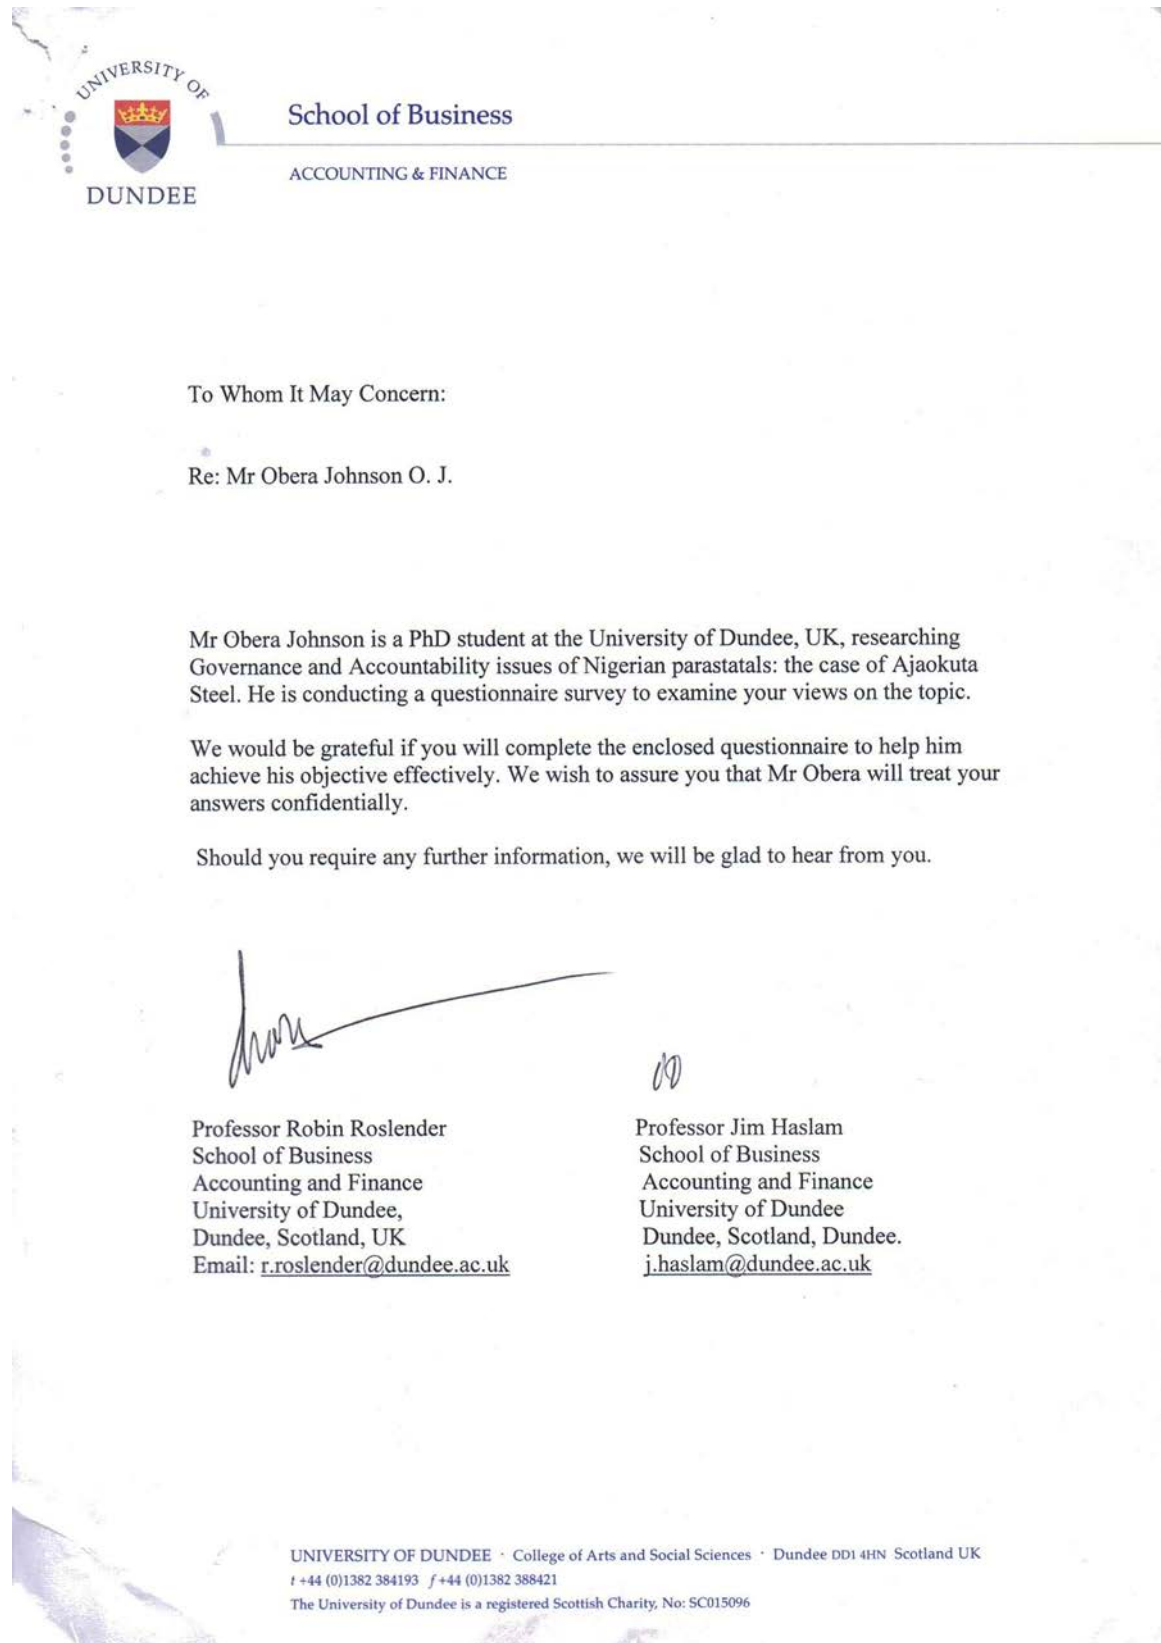 UNIVERSITY OF
DUNDEE
School of Business
ACCOUNTING & FINANCE
To Whom It May Concern:
Re: Mr Obera Johnson O. J.
Mr Obera Johnson is a PhD student at the University of Dundee, UK, researching
Governance and Accountability issues of Nigerian parastatals: the case of Ajaokuta
Steel. He is conducting a questionnaire survey to examine your views on the topic.
We would be grateful if you will complete the enclosed questionnaire to help him
achieve his objective effectively. We wish to assure you that Mr Obera will treat your
answers confidentially.
Should you require any further information, we will be glad to hear from you.
Professor Robin Roslender
School of Business
Accounting and Finance
University of Dundee,
Dundee, Scotland, UK
Email: r.roslender@dundee.ac.uk
Professor Jim Haslam
School of Business
Accounting and Finance
University of Dundee
Dundee, Scotland, Dundee.
j.haslam@dundee.ac.uk
UNIVERSITY OF DUNDEE · College of Arts and Social Sciences · Dundee DD1 4HN Scotland UK
t +44 (0)1382 384193 f +44 (0)1382 388421
The University of Dundee is a registered Scottish Charity, No: SC015096